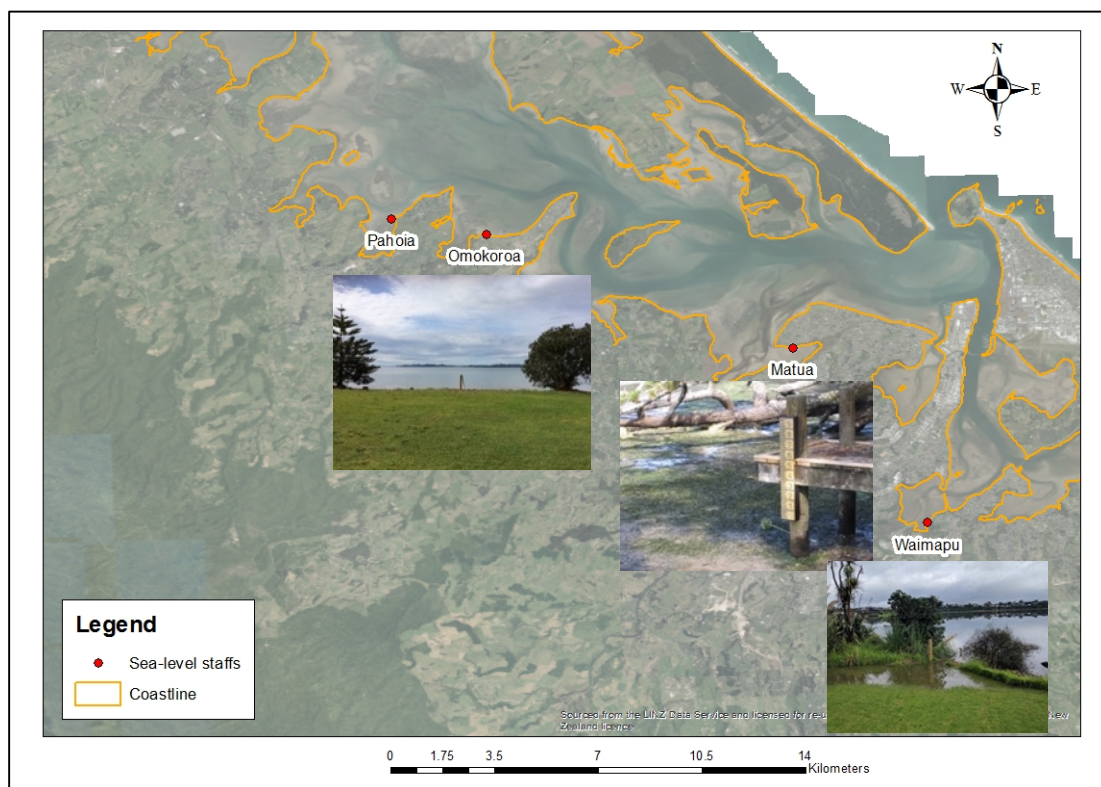 N
W E
S
Pahoia
Omokoroa
Matua
Waimapu
Legend
Sea-level staffs
Coastline
Sourced from the LINZ Data Service and licensed for re-u New
Zealand licence
0 1.75 3.5 7 10.5 14
Kilometers